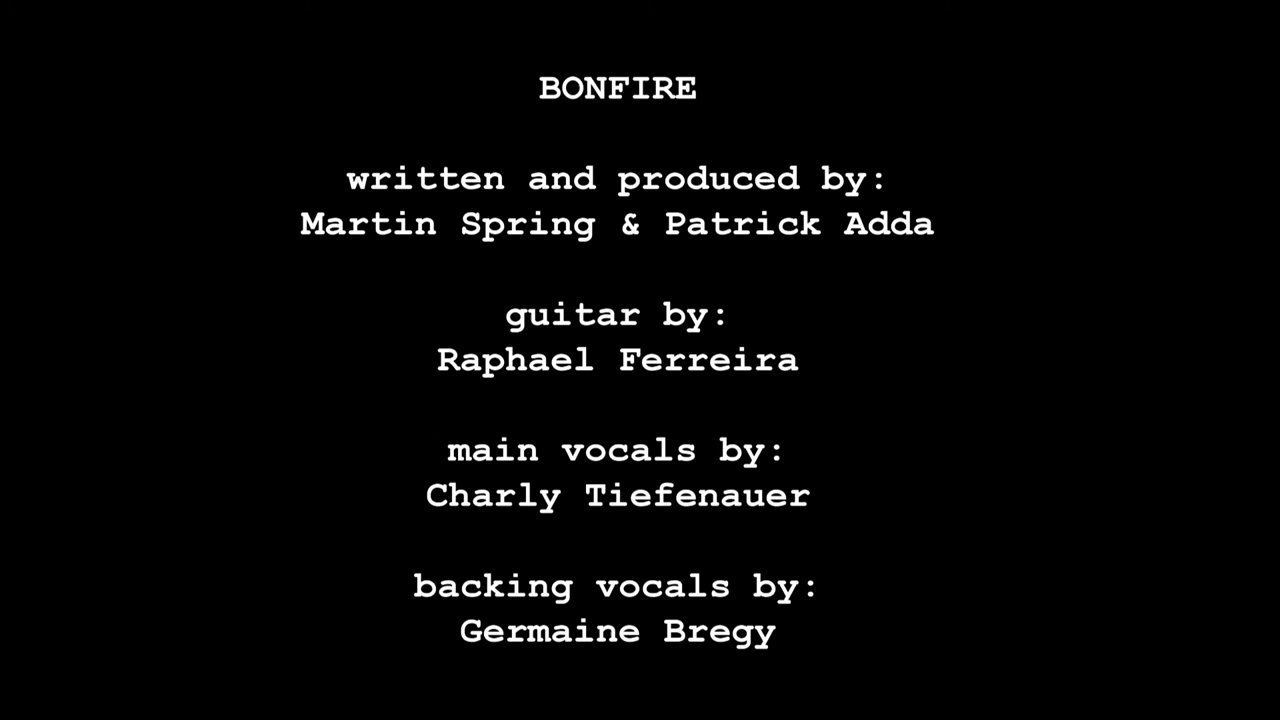 BONFIRE
written and produced by:
Martin Spring & Patrick Adda
guitar by:
Raphael Ferreira
main vocals by:
Charly Tiefenauer
backing vocals by:
Germaine Bregy